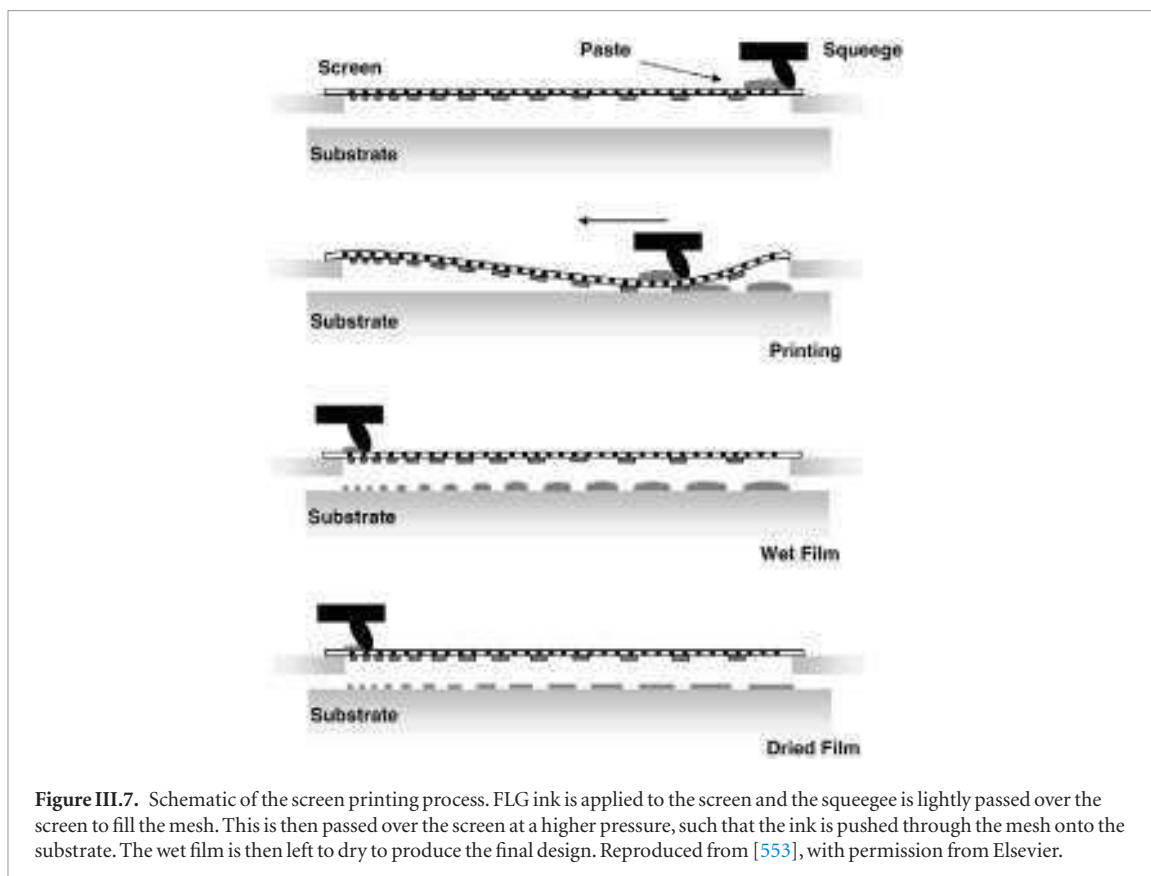 Paste
Squeege
Screen
Substrate
Substrate
Printing
Substrate
Wet Film
Substrate
Dried Film
Figure III.7. Schematic of the screen printing process. FLG ink is applied to the screen and the squeegee is lightly passed over the
screen to fill the mesh. This is then passed over the screen at a higher pressure, such that the ink is pushed through the mesh onto the
substrate. The wet film is then left to dry to produce the final design. Reproduced from [553], with permission from Elsevier.